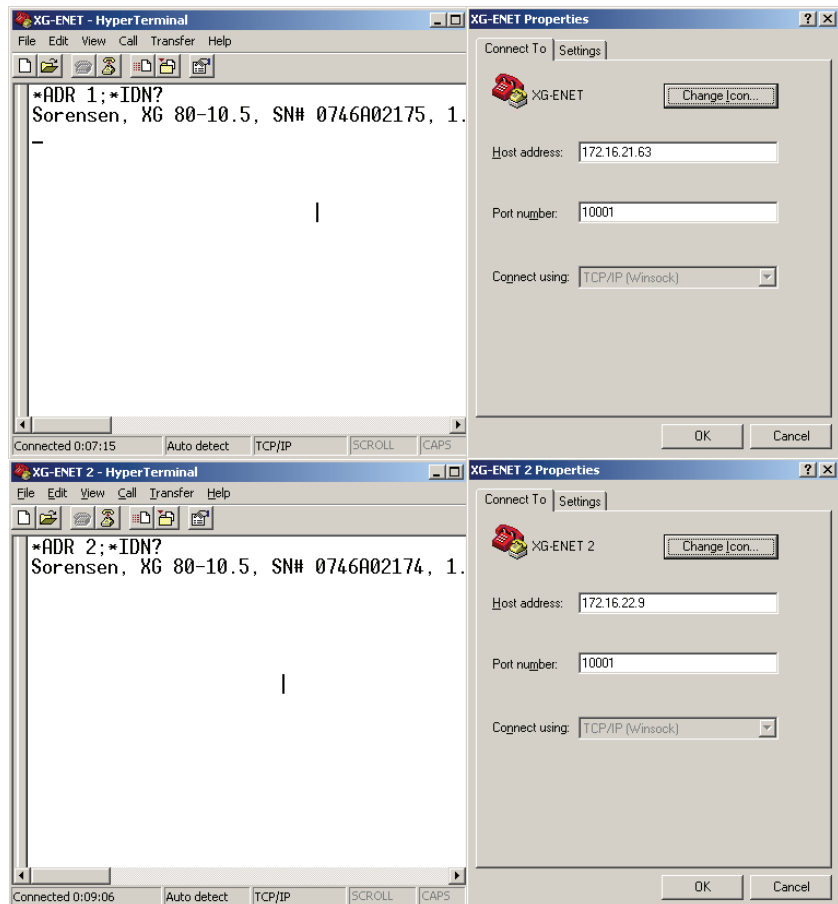 XG-ENET - HyperTerminal
File Edit View Call Transfer Help
*ADR 1;*IDN?
Sorensen, XG 80-10.5, SN# 0746A02175, 1.
Connected 0:07:15 Auto detect TCP/IP SCROLL CAPS
XG-ENET Properties
Connect To Settings
XG-ENET Change Icon...
Host address: 172.16.21.63
Port number: 10001
Connect using: TCP/IP (Winsock)
OK Cancel
XG-ENET 2 - HyperTerminal
File Edit View Call Transfer Help
*ADR 2;*IDN?
Sorensen, XG 80-10.5, SN# 0746A02174, 1.
Connected 0:09:06 Auto detect TCP/IP SCROLL CAPS
XG-ENET 2 Properties
Connect To Settings
XG-ENET 2 Change Icon...
Host address: 172.16.22.9
Port number: 10001
Connect using: TCP/IP (Winsock)
OK Cancel